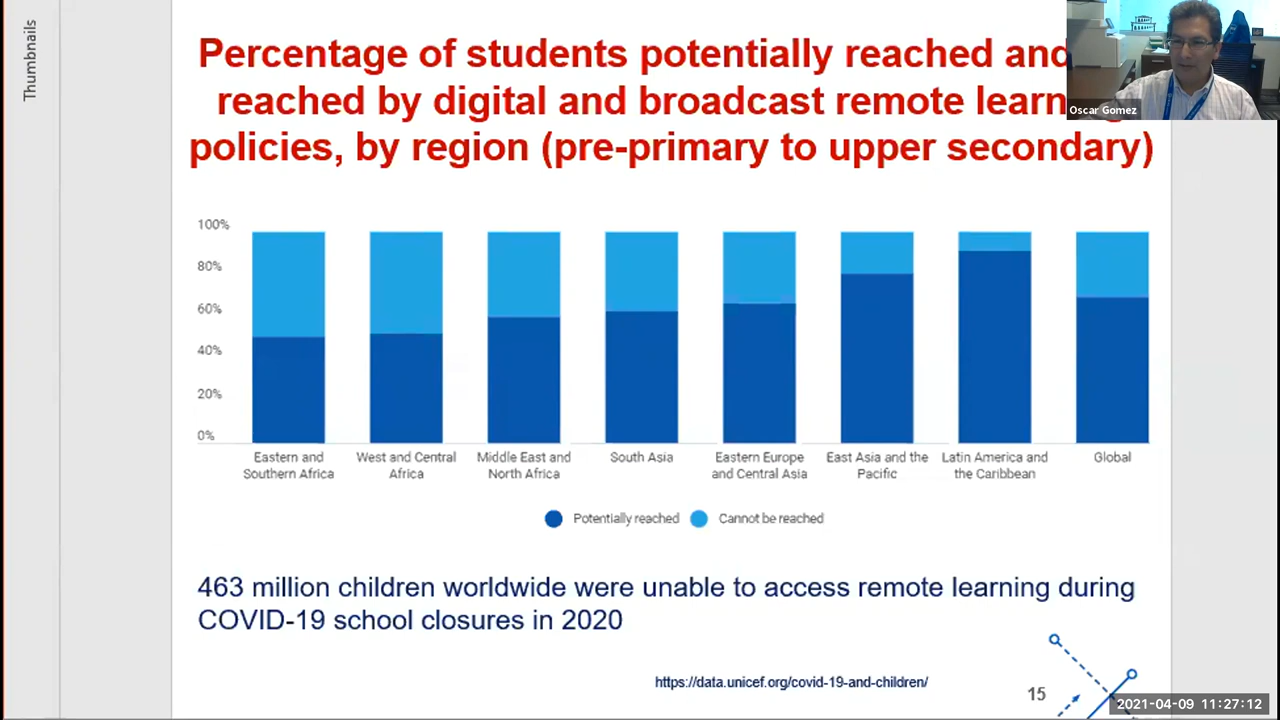 Thumbnails
Percentage of students potentially reached and
reached by digital and broadcast remote
policies, by region (pre-primary to upper secondary)
Oscar Gomez
100%
80%
60%
40%
20%
0%
Eastern and
Southern Africa
West and Central
Africa
Middle East and
North Africa
South Asia
Eastern Europe
and Central Asia
East Asia and the
Pacific
Latin America and
the Caribbean
Global
Potentially reached
Cannot be reached
463 million children worldwide were unable to access remote learning during
COVID-19 school closures in 2020
https://data.unicef.org/covid-19-and-children/
15
2021-04-09 11:27:12